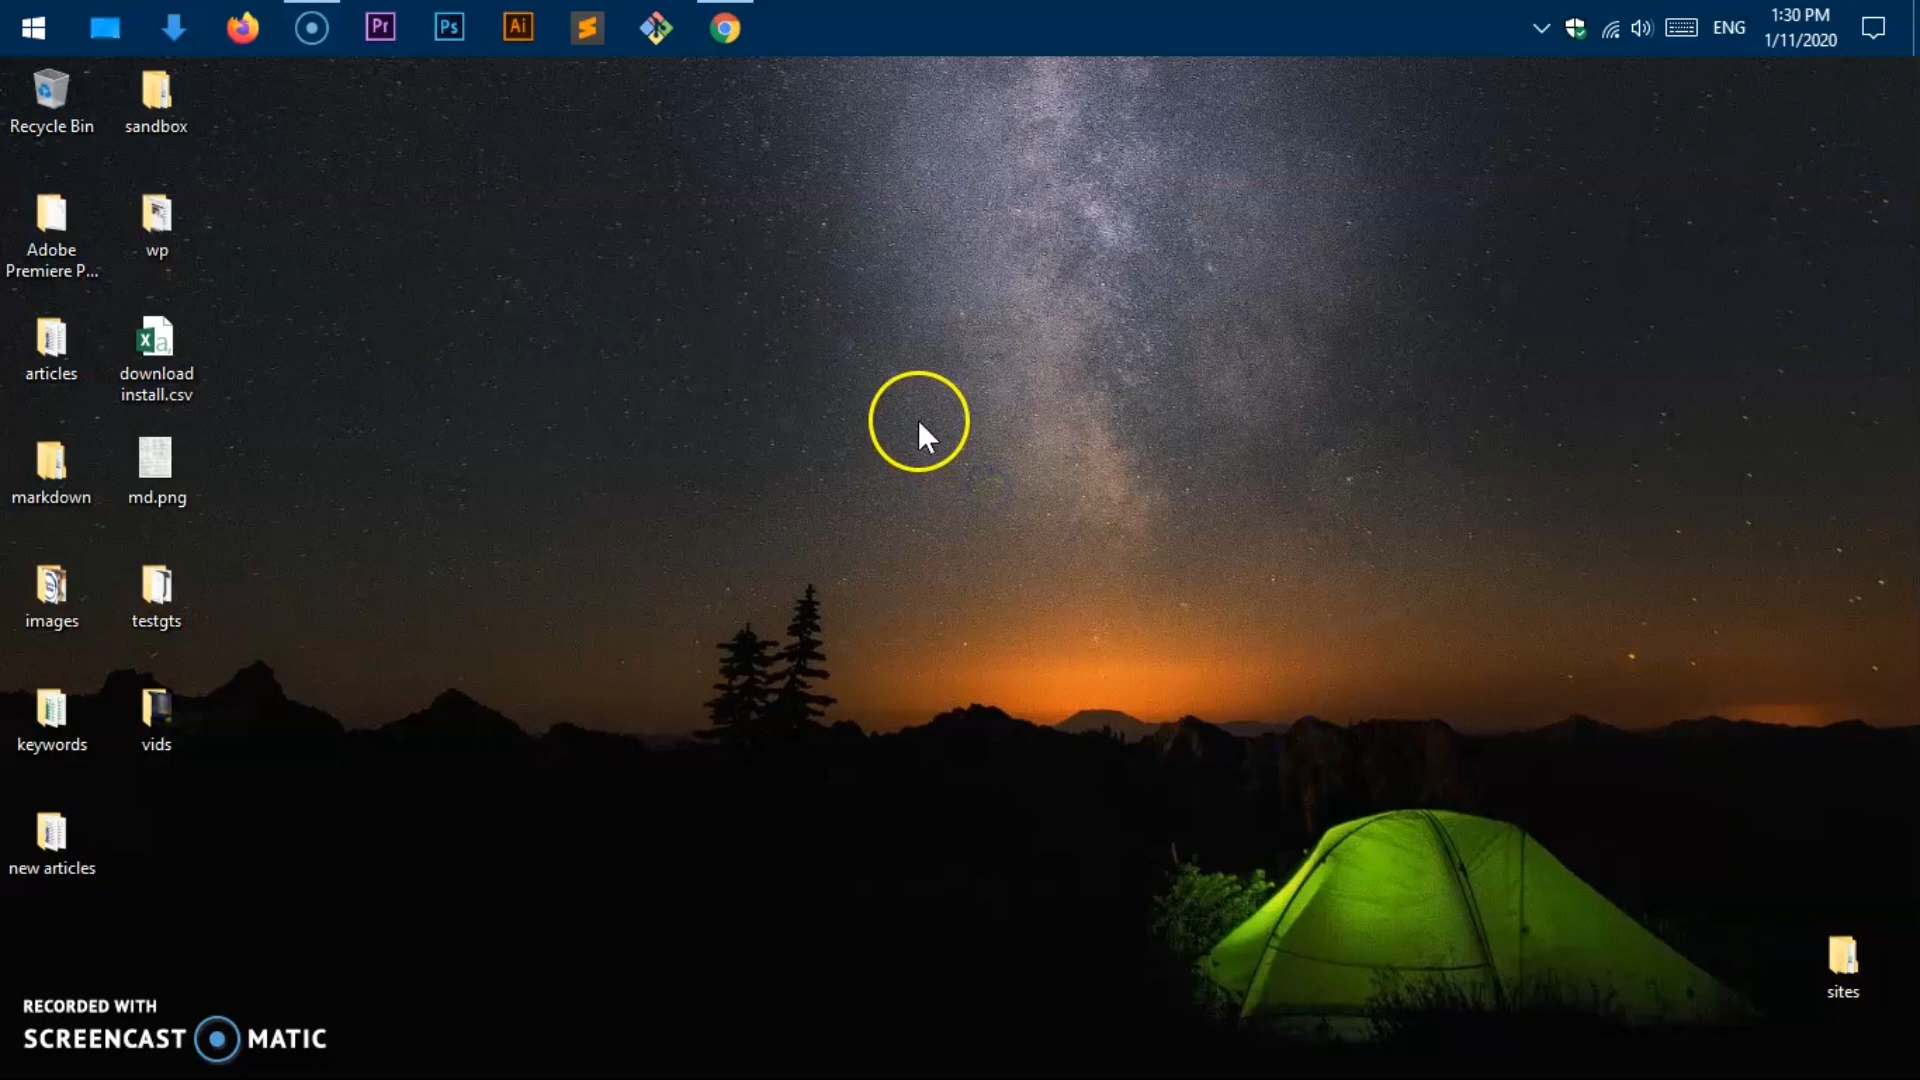 Pr
Ps
Ai
ENG
1:30 PM
1/11/2020
Recycle Bin
sandbox
Adobe
Premiere P...
wp
articles
download
install.csv
markdown
md.png
images
testgts
keywords
vids
new articles
sites
RECORDED WITH
SCREENCAST MATIC